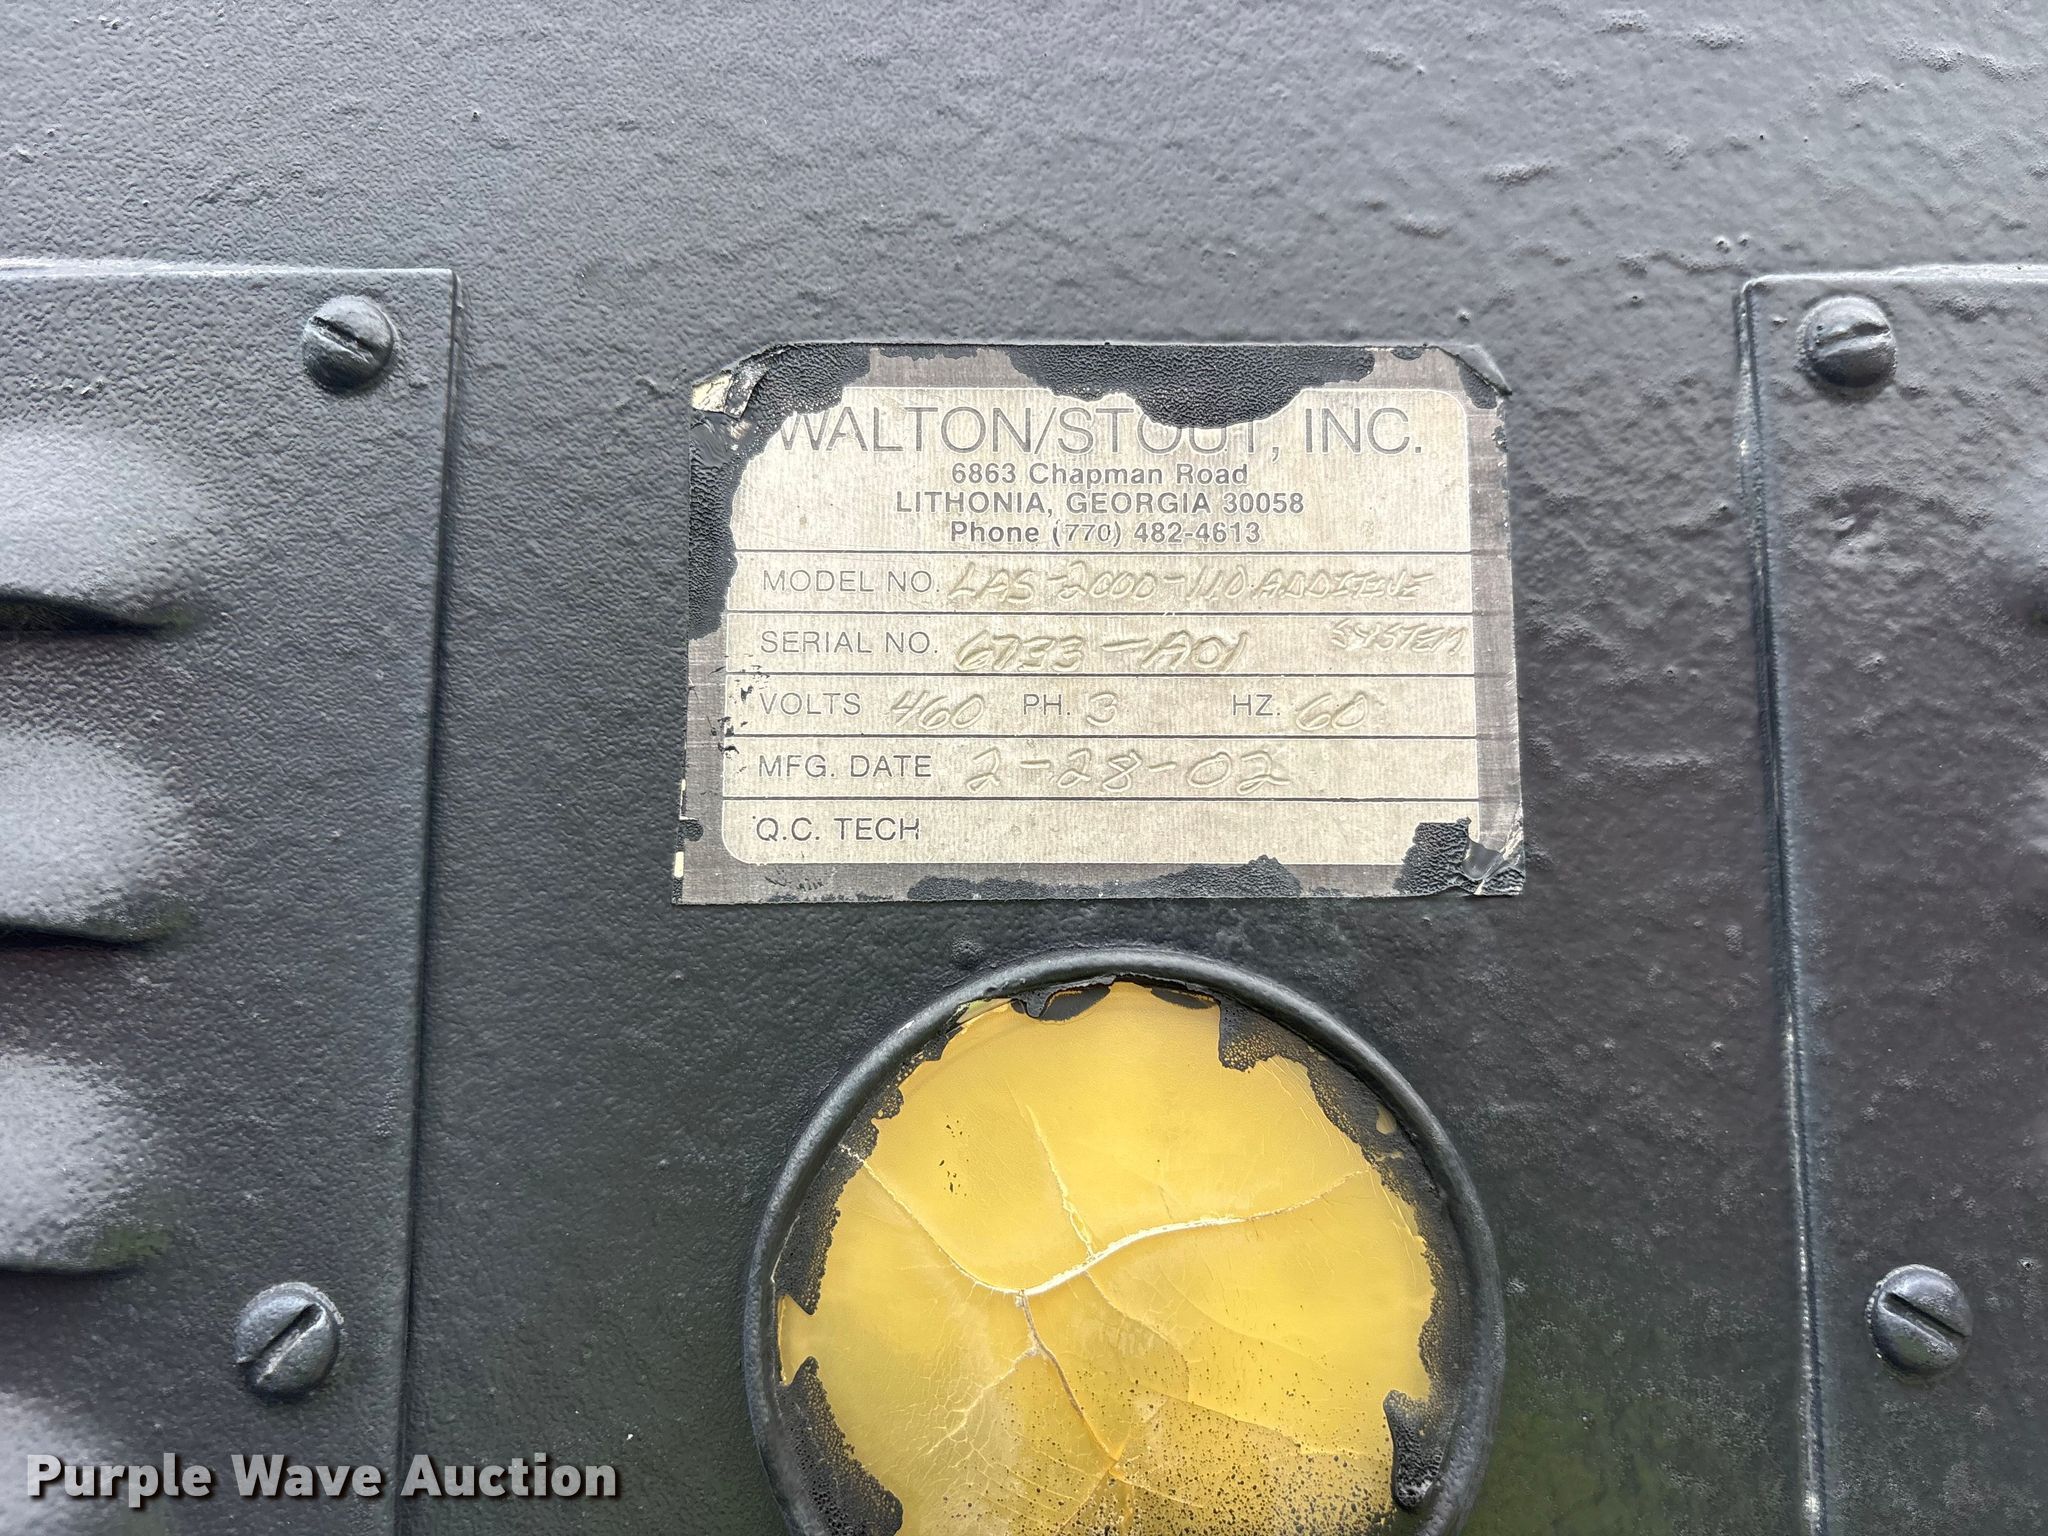 WALTON/STOUT, INC.
6863 Chapman Road
LITHONIA, GEORGIA 30058
Phone (770) 482-4613
MODEL NO. LAS-2000-110 ADDITIVE
SYSTEM
SERIAL NO. 6733-A01
VOLTS 460 PH. 3 HZ. 60
MFG. DATE 2-28-02
Q.C. TECH
Purple Wave Auction